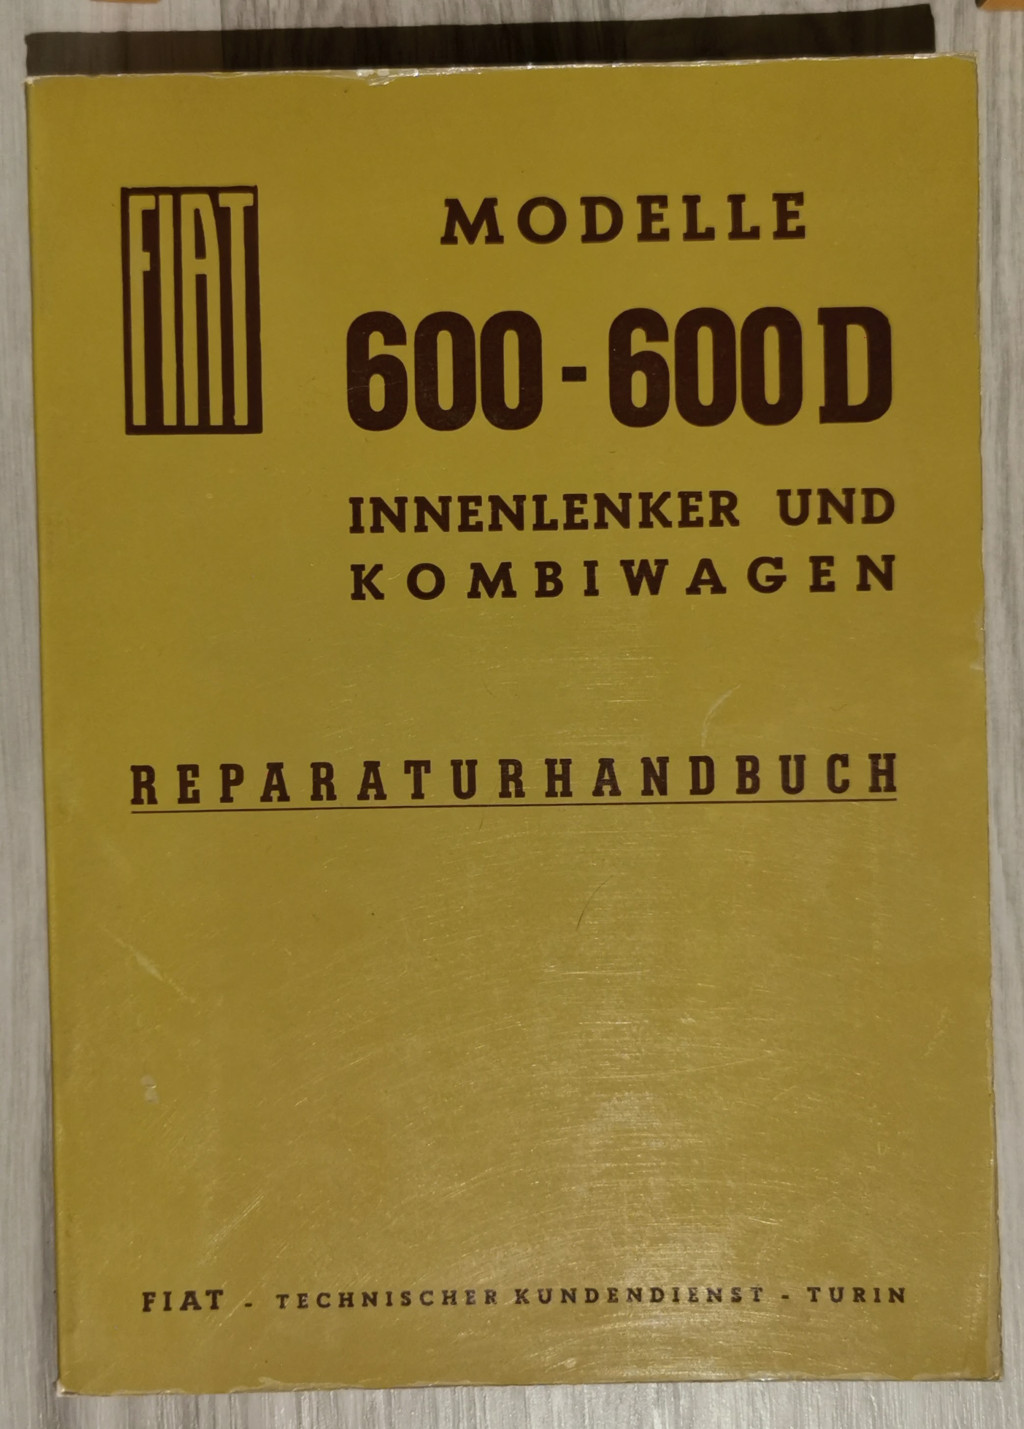 FIAT
MODELLE
600-600D
INNENLENKER UND
KOMBIWAGEN
REPARATURHANDBUCH
FIAT - TECHNISCHER KUNDENDIENST - TURIN